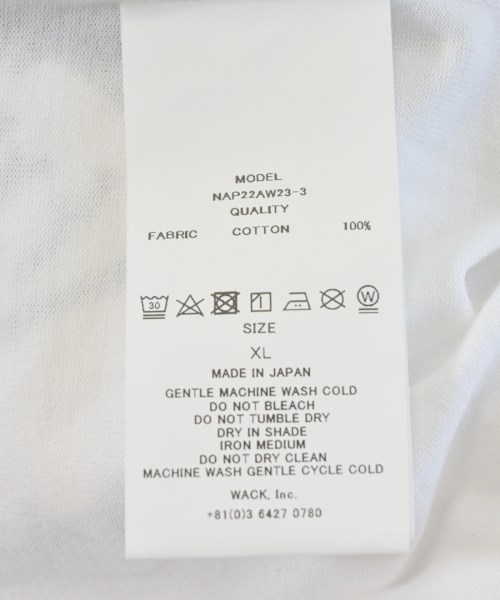 MODEL
NAP22AW23-3
QUALITY
FABRIC COTTON 100%
30 W
SIZE
XL
MADE IN JAPAN
GENTLE MACHINE WASH COLD
DO NOT BLEACH
DO NOT TUMBLE DRY
DRY IN SHADE
IRON MEDIUM
DO NOT DRY CLEAN
MACHINE WASH GENTLE CYCLE COLD
WACK, Inc.
+81(0)3 6427 0780